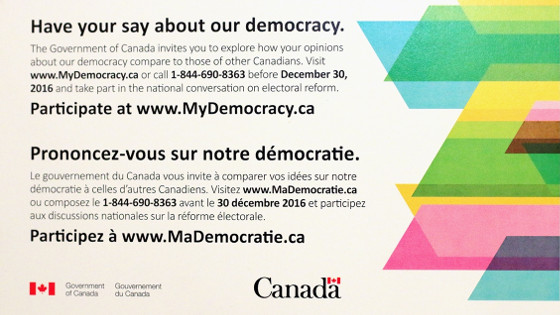 Have your say about our democracy.
The Government of Canada invites you to explore how your opinions
about our democracy compare to those of other Canadians. Visit
www.MyDemocracy.ca or call 1-844-690-8363 before December 30,
2016 and take part in the national conversation on electoral reform.
Participate at www.MyDemocracy.ca
Prononcez-vous sur notre démocratie.
Le gouvernement du Canada vous invite à comparer vos idées sur notre
démocratie à celles d'autres Canadiens. Visitez www.MaDemocratie.ca
ou composez le 1-844-690-8363 avant le 30 décembre 2016 et participez
aux discussions nationales sur la réforme électorale.
Participez à www.MaDemocratie.ca
Government
of Canada
Gouvernement
du Canada
Canada